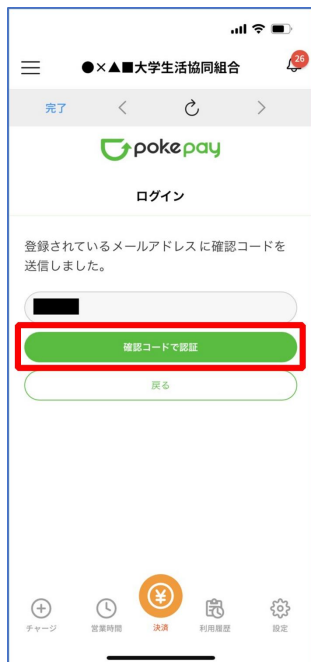 ●×▲■大学生活協同組合
26
完了
pokepay
ログイン
登録されているメールアドレスに確認コードを
送信しました。
確認コードで認証
戻る
チャージ
営業時間
決済
利用履歴
設定